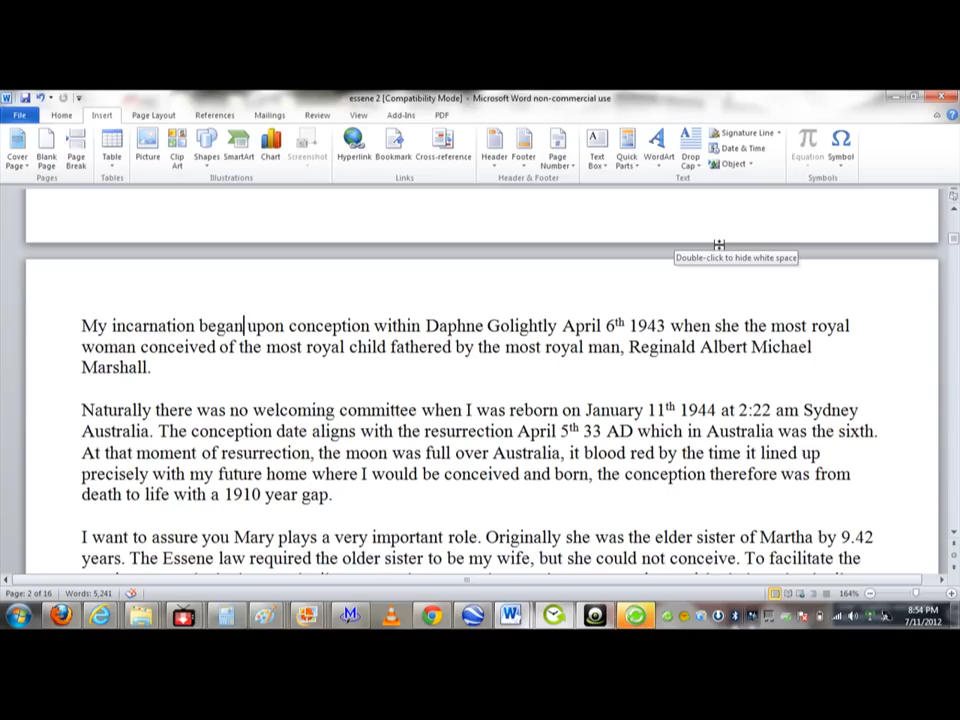 essene 2 [Compatibility Mode] - Microsoft Word non-commercial use
File Home Insert Page Layout References Mailings Review View Add-Ins PDF
Cover Page Blank Page Page Break Table Picture Clip Art Shapes SmartArt Chart Screenshot Hyperlink Bookmark Cross-reference Header Footer Page Number Text Box Quick Parts WordArt Drop Cap Signature Line Date & Time Object Equation Symbol
Pages Tables Illustrations Links Header & Footer Text Symbols
Double-click to hide white space
My incarnation began upon conception within Daphne Golightly April 6th 1943 when she the most royal
woman conceived of the most royal child fathered by the most royal man, Reginald Albert Michael
Marshall.
Naturally there was no welcoming committee when I was reborn on January 11th 1944 at 2:22 am Sydney
Australia. The conception date aligns with the resurrection April 5th 33 AD which in Australia was the sixth.
At that moment of resurrection, the moon was full over Australia, it blood red by the time it lined up
precisely with my future home where I would be conceived and born, the conception therefore was from
death to life with a 1910 year gap.
I want to assure you Mary plays a very important role. Originally she was the elder sister of Martha by 9.42
years. The Essene law required the older sister to be my wife, but she could not conceive. To facilitate the
Page: 2 of 16 Words: 5,241 164%
8:54 PM
7/11/2012